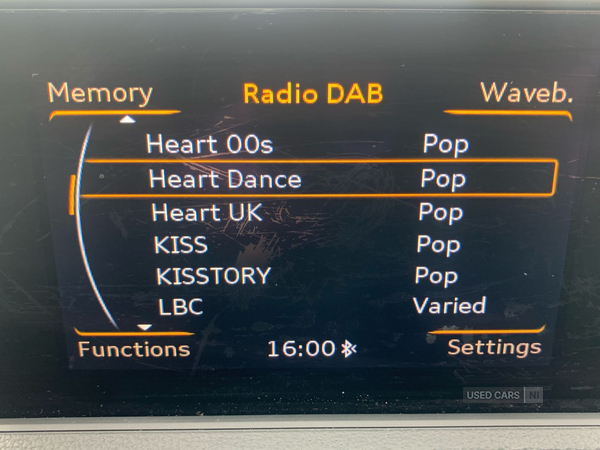 Memory Radio DAB Waveb.
Heart 00s Pop
Heart Dance Pop
Heart UK Pop
KISS Pop
KISSTORY Pop
LBC Varied
Functions 16:00 Settings
USED CARS NI